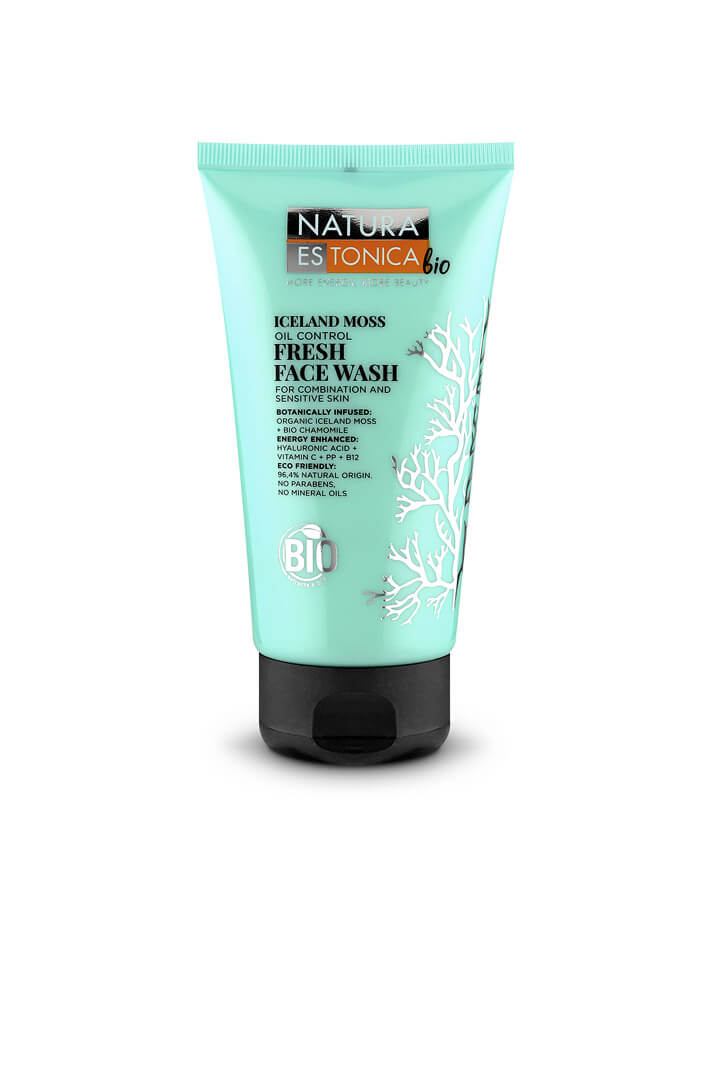 NATURA
ESTONICA bio
MORE ENERGY, MORE BEAUTY
ICELAND MOSS
OIL CONTROL
FRESH
FACE WASH
FOR COMBINATION AND
SENSITIVE SKIN
BOTANICALLY INFUSED:
ORGANIC ICELAND MOSS
+ BIO CHAMOMILE
ENERGY ENHANCED:
HYALURONIC ACID +
VITAMIN C + PP + B12
ECO FRIENDLY:
96,4% NATURAL ORIGIN.
NO PARABENS,
NO MINERAL OILS
BIO